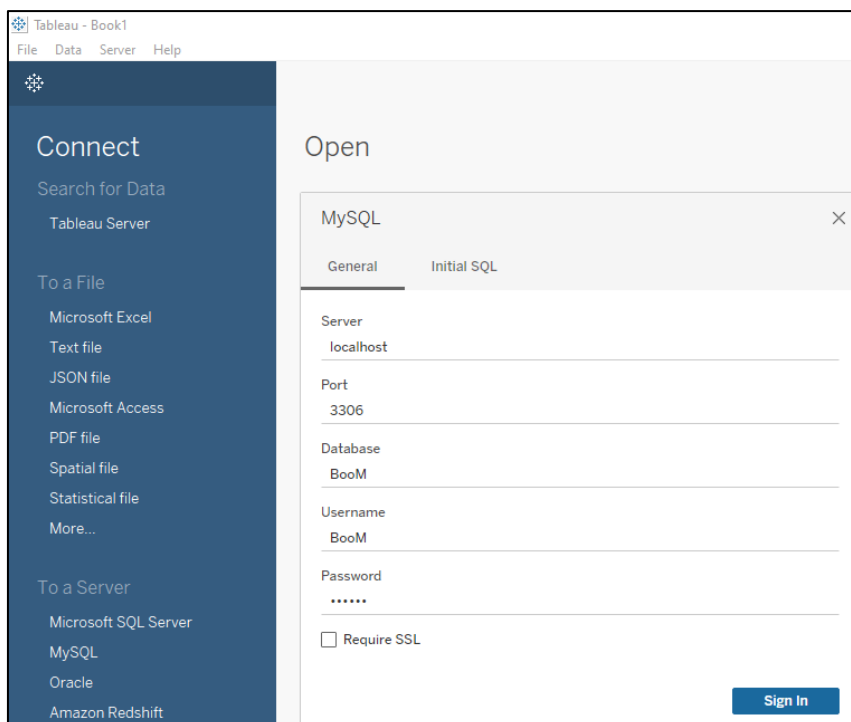 Tableau - Book1
File Data Server Help
Connect
Search for Data
Tableau Server
To a File
Microsoft Excel
Text file
JSON file
Microsoft Access
PDF file
Spatial file
Statistical file
More...
To a Server
Microsoft SQL Server
MySQL
Oracle
Amazon Redshift
Open
MySQL
General Initial SQL
Server
localhost
Port
3306
Database
BooM
Username
BooM
Password
••••••
Require SSL
Sign In